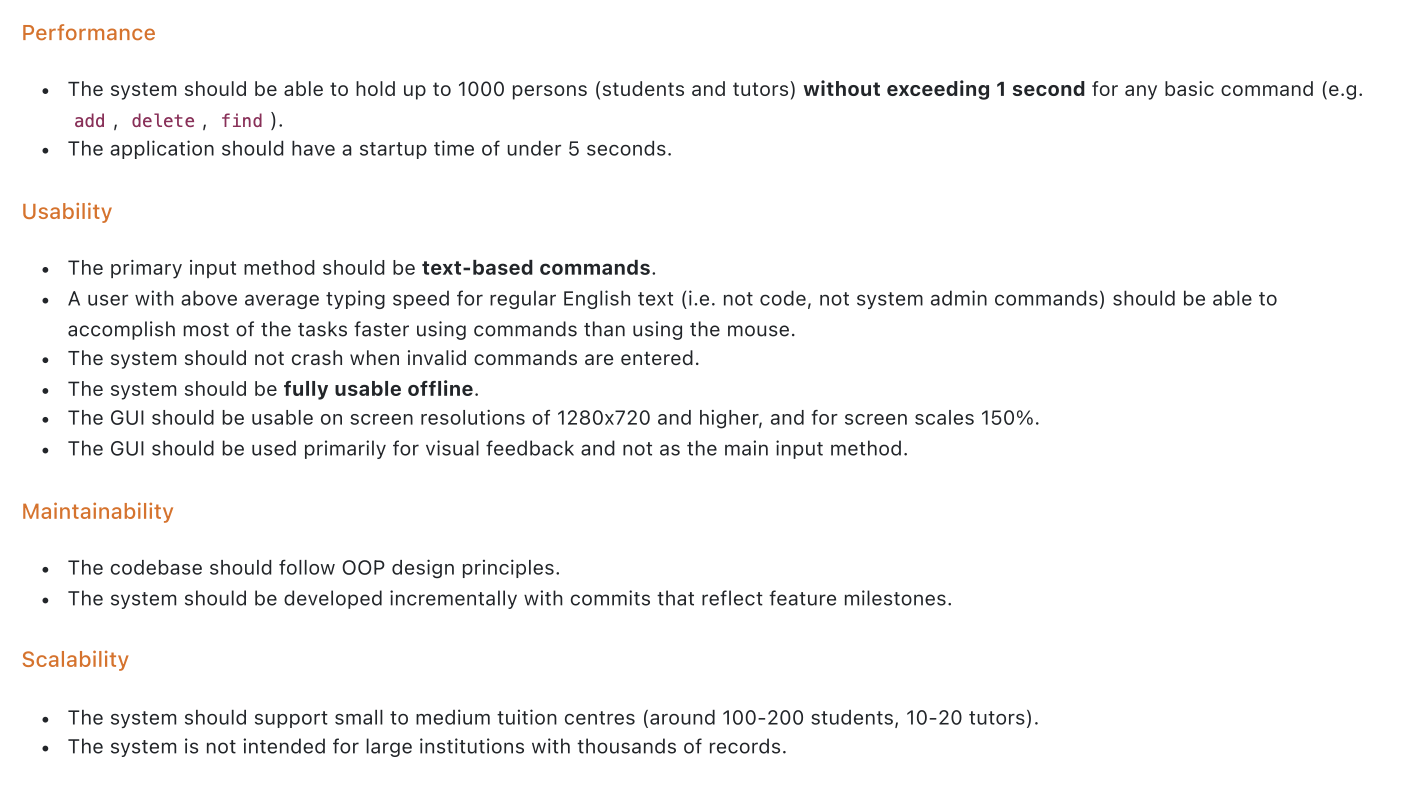 Performance
• The system should be able to hold up to 1000 persons (students and tutors) without exceeding 1 second for any basic command (e.g.
add , delete , find ).
• The application should have a startup time of under 5 seconds.
Usability
• The primary input method should be text-based commands.
• A user with above average typing speed for regular English text (i.e. not code, not system admin commands) should be able to
accomplish most of the tasks faster using commands than using the mouse.
• The system should not crash when invalid commands are entered.
• The system should be fully usable offline.
• The GUI should be usable on screen resolutions of 1280x720 and higher, and for screen scales 150%.
• The GUI should be used primarily for visual feedback and not as the main input method.
Maintainability
• The codebase should follow OOP design principles.
• The system should be developed incrementally with commits that reflect feature milestones.
Scalability
• The system should support small to medium tuition centres (around 100-200 students, 10-20 tutors).
• The system is not intended for large institutions with thousands of records.